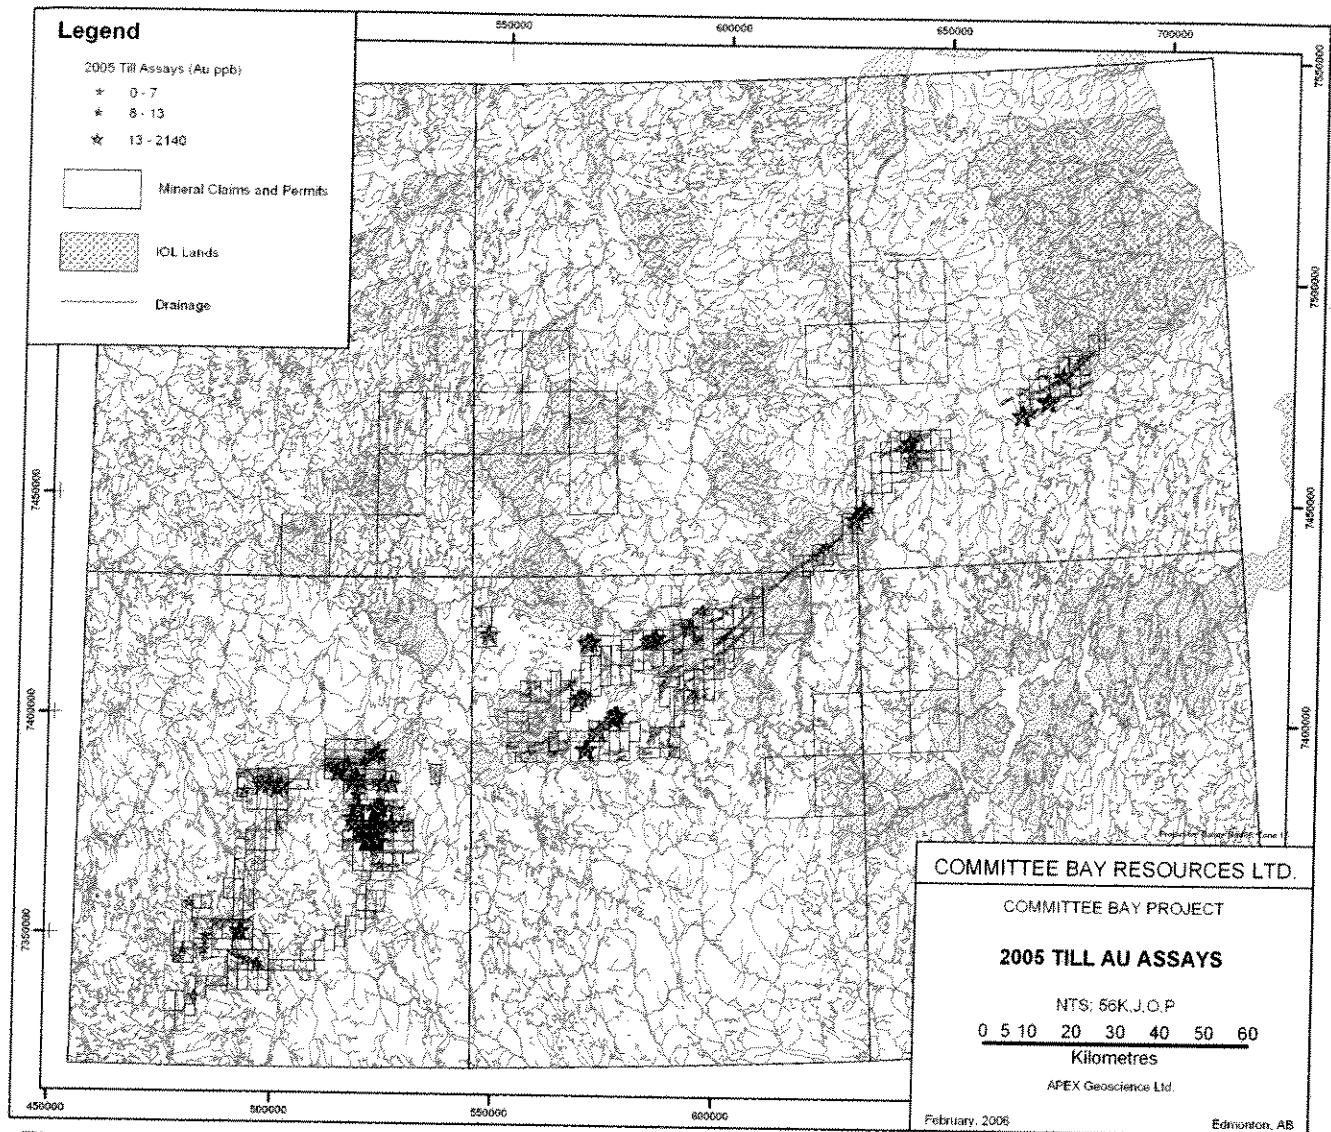 Legend
2005 Till Assays (Au ppb)
0 - 7
8 - 13
13 - 2140
Mineral Claims and Permits
IOL Lands
Drainage
550000
600000
650000
700000
7550000
7500000
7450000
7400000
7450000
7400000
7350000
450000
500000
550000
600000
COMMITTEE BAY RESOURCES LTD.
COMMITTEE BAY PROJECT
2005 TILL AU ASSAYS
NTS: 56K,J,O,P
0 5 10 20 30 40 50 60
Kilometres
APEX Geoscience Ltd.
February, 2006
Edmonton, AB